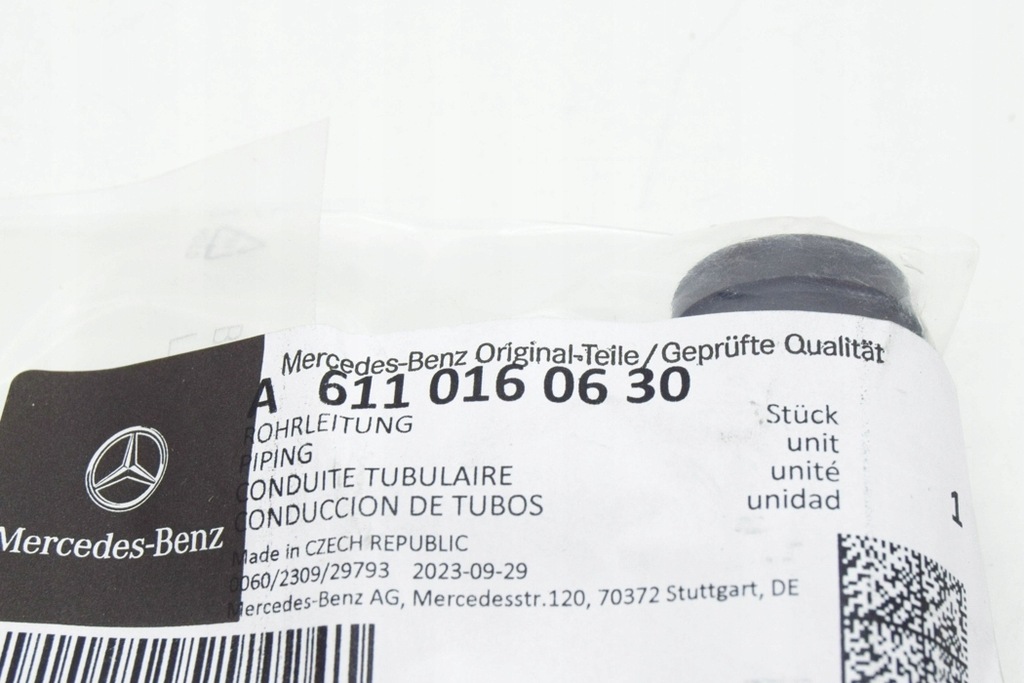 Mercedes-Benz Original-Teile/Geprüfte Qualität
A 611 016 06 30
ROHRLEITUNG
PIPING
CONDUITE TUBULAIRE
CONDUCCION DE TUBOS
Stück
unit
unité
unidad
1
Made in CZECH REPUBLIC
0060/2309/29793 2023-09-29
Mercedes-Benz AG, Mercedesstr.120, 70372 Stuttgart, DE
Mercedes-Benz